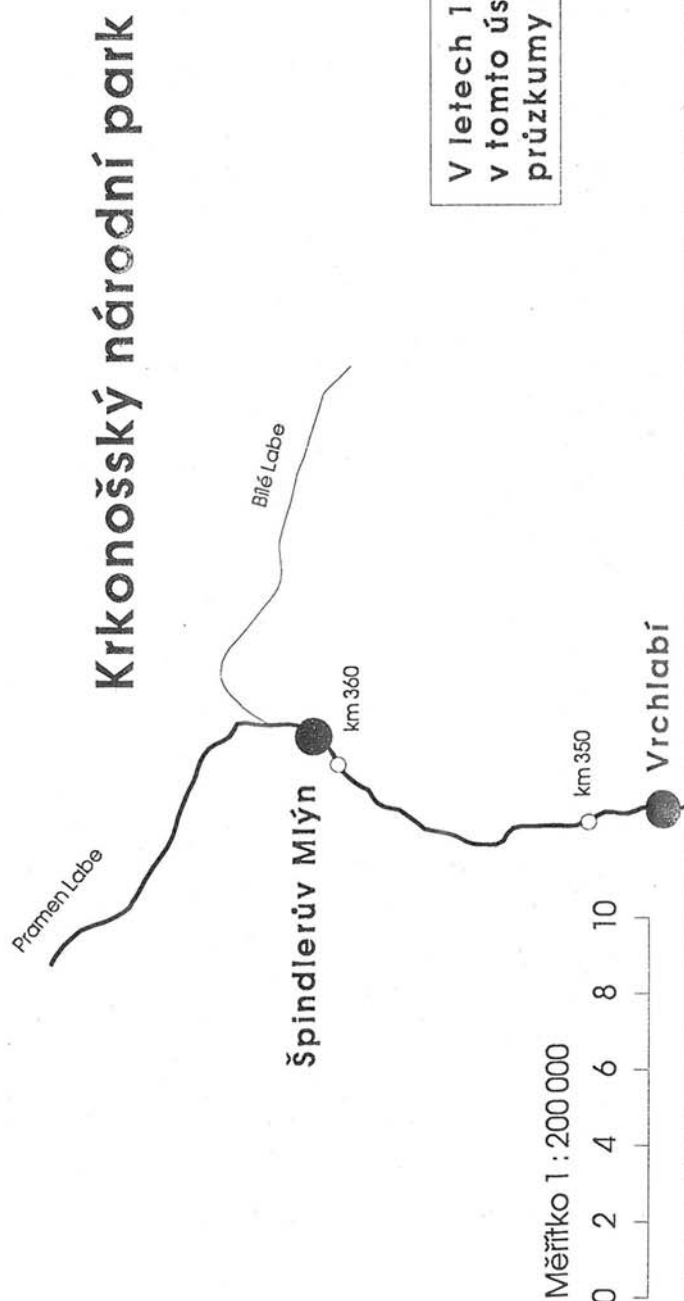 Krkonošský národní park
Pramen Labe
Bílé Labe
V letech 1
v tomto ús
průzkumy
Špindlerův Mlýn
km 360
km 350
Vrchlabí
Měřítko 1 : 200 000
0 2 4 6 8 10